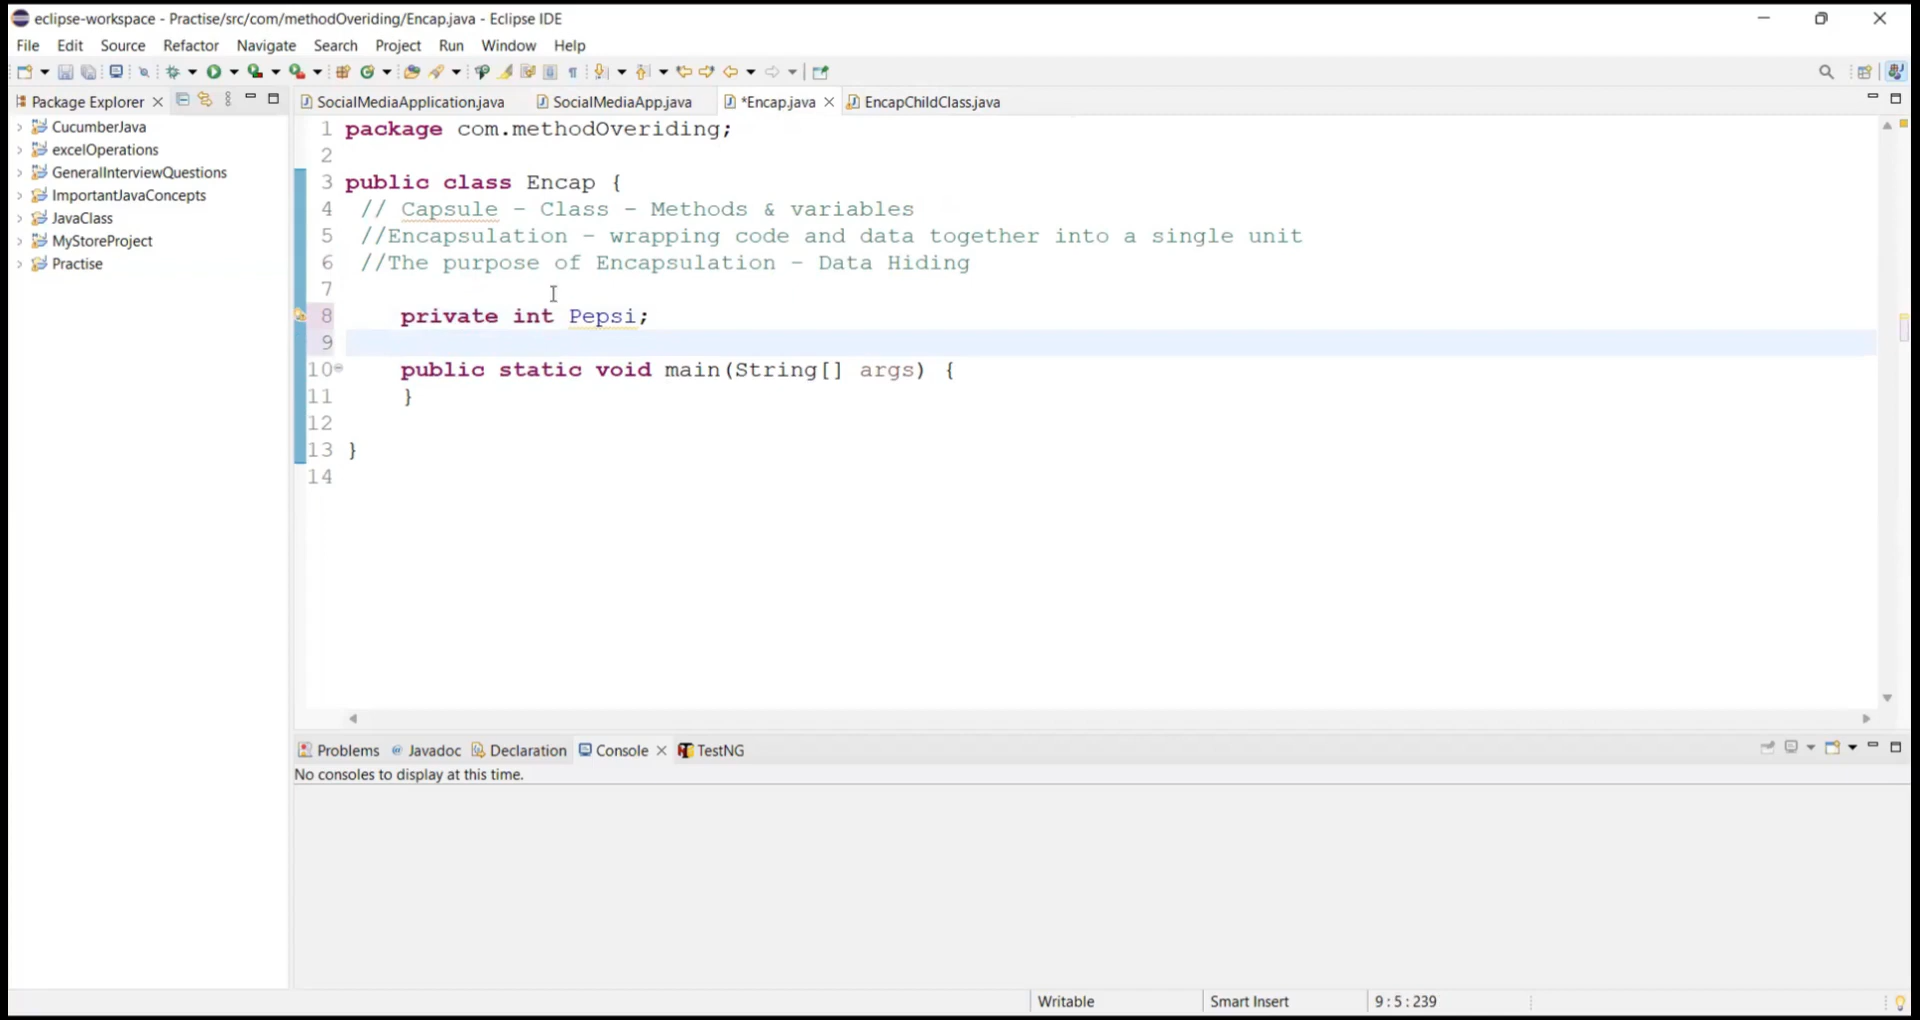 eclipse-workspace - Practise/src/com/methodOveriding/Encap.java - Eclipse IDE
File Edit Source Refactor Navigate Search Project Run Window Help
Package Explorer
CucumberJava
excelOperations
GeneralInterviewQuestions
ImportantJavaConcepts
JavaClass
MyStoreProject
Practise
SocialMediaApplication.java SocialMediaApp.java *Encap.java EncapChildClass.java
1 package com.methodOveriding;
2
3 public class Encap {
4 // Capsule - Class - Methods & variables
5 //Encapsulation - wrapping code and data together into a single unit
6 //The purpose of Encapsulation - Data Hiding
7
8 private int Pepsi;
9
10 public static void main(String[] args) {
11 }
12
13 }
14
Problems Javadoc Declaration Console TestNG
No consoles to display at this time.
Writable Smart Insert 9 : 5 : 239